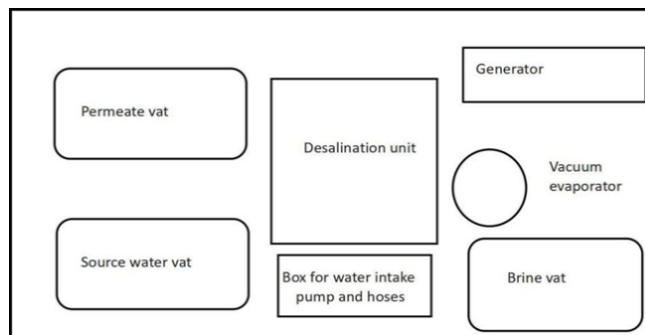 Generator
Permeate vat
Desalination unit
Vacuum
evaporator
Source water vat
Box for water intake
pump and hoses
Brine vat